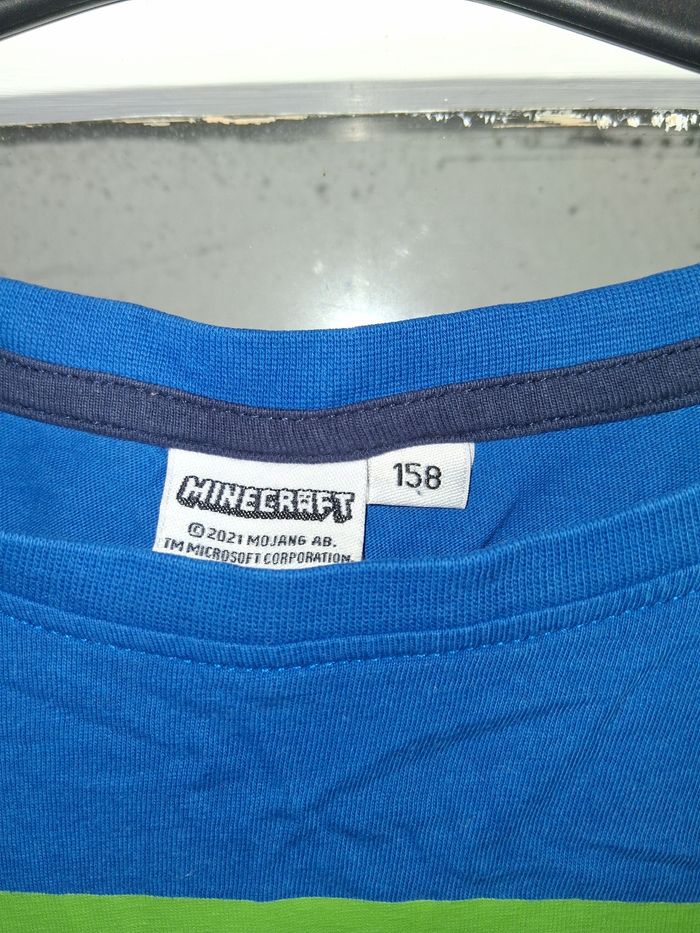 MINECRAFT
158
©2021 MOJANG AB.
TM MICROSOFT CORPORATION.